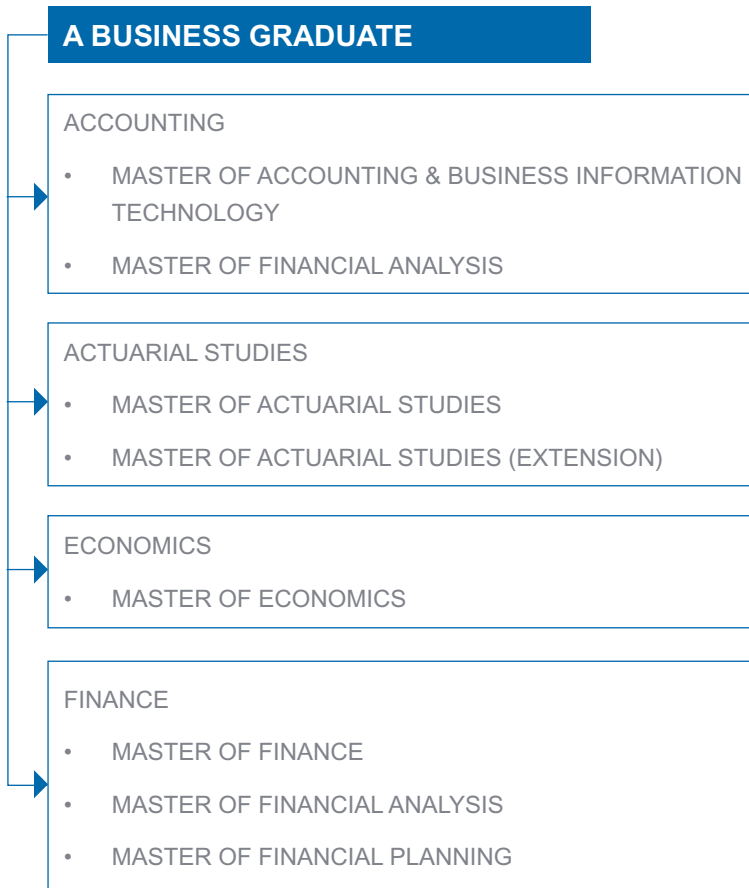 A BUSINESS GRADUATE
ACCOUNTING
• MASTER OF ACCOUNTING & BUSINESS INFORMATION
TECHNOLOGY
• MASTER OF FINANCIAL ANALYSIS
ACTUARIAL STUDIES
• MASTER OF ACTUARIAL STUDIES
• MASTER OF ACTUARIAL STUDIES (EXTENSION)
ECONOMICS
• MASTER OF ECONOMICS
FINANCE
• MASTER OF FINANCE
• MASTER OF FINANCIAL ANALYSIS
• MASTER OF FINANCIAL PLANNING